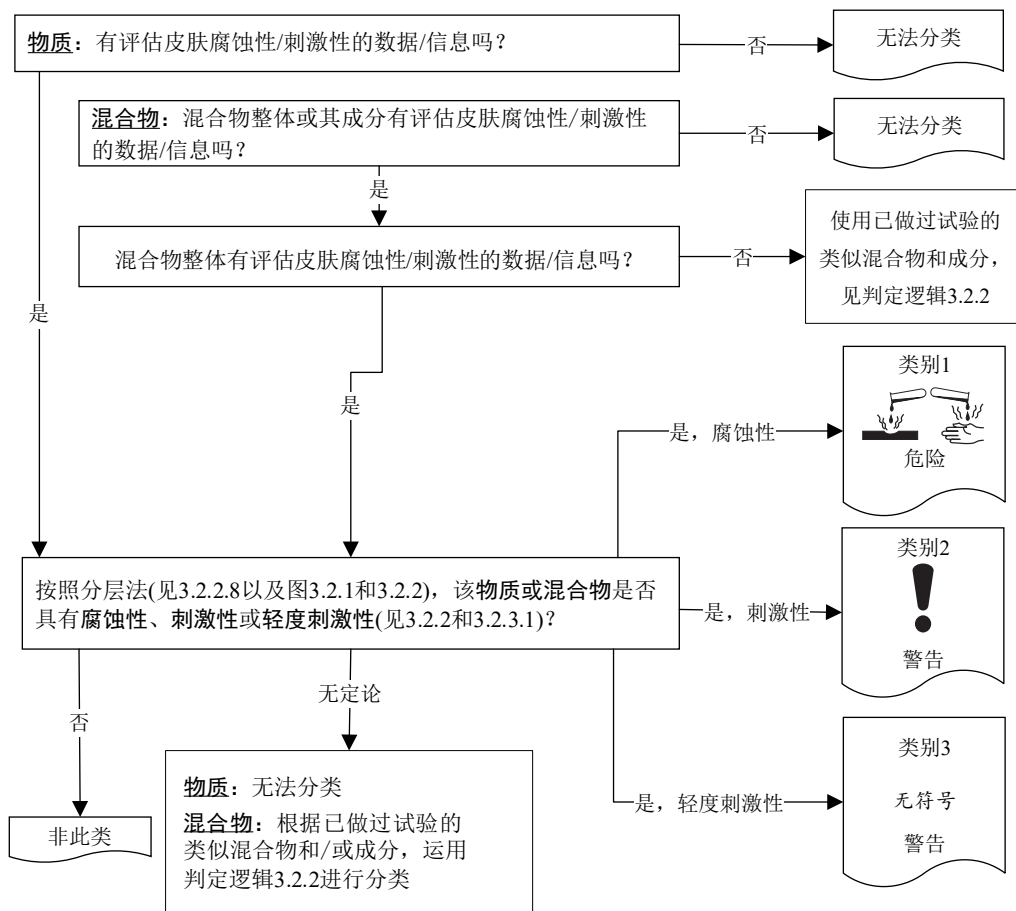 物质：有评估皮肤腐蚀性/刺激性的数据/信息吗？
否
无法分类
混合物：混合物整体或其成分有评估皮肤腐蚀性/刺激性
的数据/信息吗？
否
无法分类
是
混合物整体有评估皮肤腐蚀性/刺激性的数据/信息吗？
否
使用已做过试验的
类似混合物和成分，
见判定逻辑3.2.2
是
是
按照分层法(见3.2.2.8以及图3.2.1和3.2.2)，该物质或混合物是否
具有腐蚀性、刺激性或轻度刺激性(见3.2.2和3.2.3.1)？
是，腐蚀性
类别1
危险
是，刺激性
类别2
警告
是，轻度刺激性
类别3
无符号
警告
否
非此类
无定论
物质：无法分类
混合物：根据已做过试验的
类似混合物和/或成分，运用
判定逻辑3.2.2进行分类